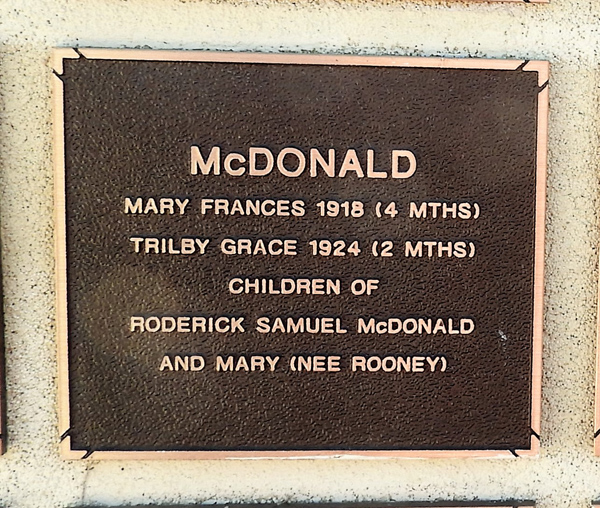 McDONALD
MARY FRANCES 1918 (4 MTHS)
TRILBY GRACE 1924 (2 MTHS)
CHILDREN OF
RODERICK SAMUEL McDONALD
AND MARY (NEE ROONEY)